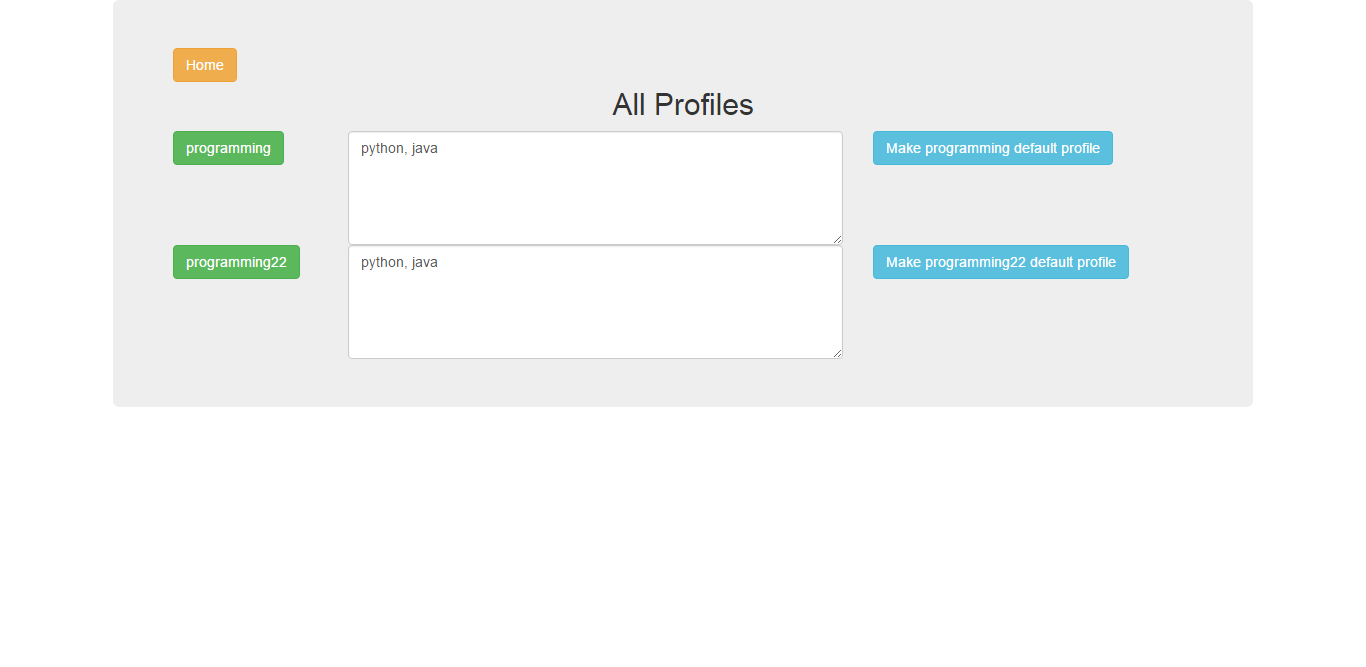 Home
All Profiles
programming
python, java
Make programming default profile
programming22
python, java
Make programming22 default profile